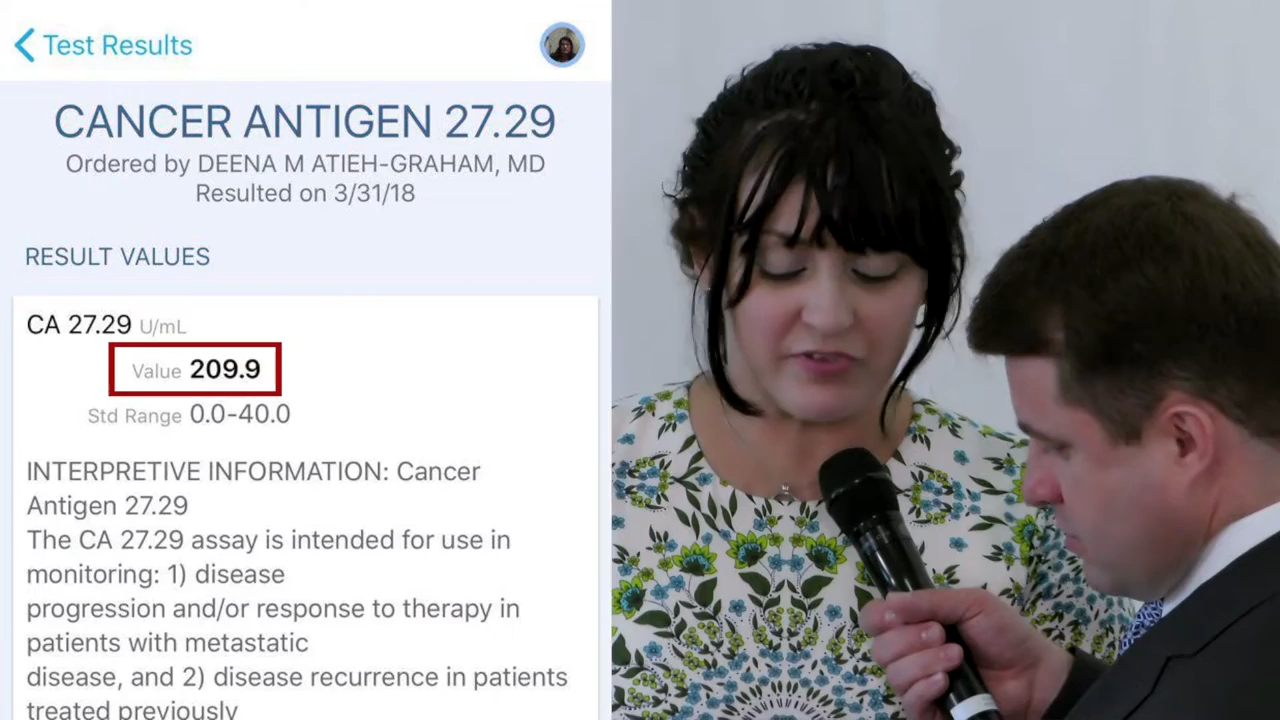 Test Results
CANCER ANTIGEN 27.29
Ordered by DEENA M ATIEH-GRAHAM, MD
Resulted on 3/31/18
RESULT VALUES
CA 27.29 U/mL
Value 209.9
Std Range 0.0-40.0
INTERPRETIVE INFORMATION: Cancer
Antigen 27.29
The CA 27.29 assay is intended for use in
monitoring: 1) disease
progression and/or response to therapy in
patients with metastatic
disease, and 2) disease recurrence in patients
treated previously